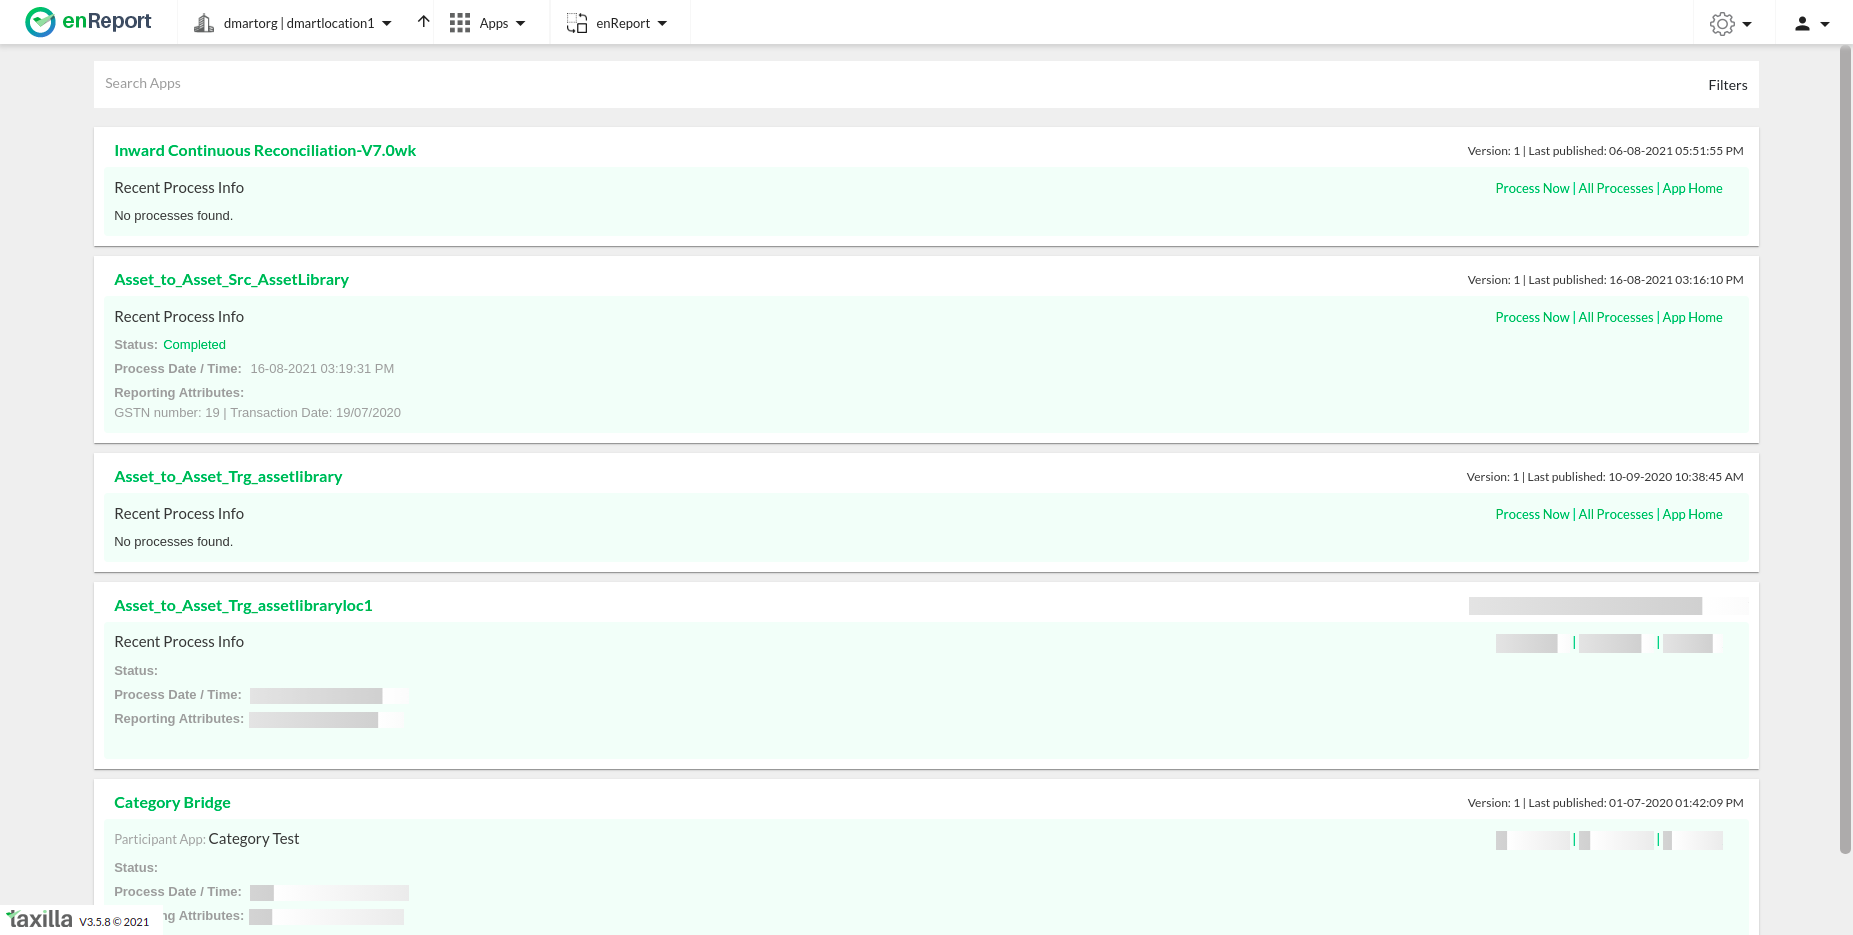 enReport dmartorg | dmartlocation1 Apps enReport
Search Apps Filters
Inward Continuous Reconciliation-V7.0wk Version: 1 | Last published: 06-08-2021 05:51:55 PM
Recent Process Info Process Now | All Processes | App Home
No processes found.
Asset_to_Asset_Src_AssetLibrary Version: 1 | Last published: 16-08-2021 03:16:10 PM
Recent Process Info Process Now | All Processes | App Home
Status: Completed
Process Date / Time: 16-08-2021 03:19:31 PM
Reporting Attributes:
GSTN number: 19 | Transaction Date: 19/07/2020
Asset_to_Asset_Trg_assetlibrary Version: 1 | Last published: 10-09-2020 10:38:45 AM
Recent Process Info Process Now | All Processes | App Home
No processes found.
Asset_to_Asset_Trg_assetlibraryloc1
Recent Process Info | |
Status:
Process Date / Time:
Reporting Attributes:
Category Bridge Version: 1 | Last published: 01-07-2020 01:42:09 PM
Participant App: Category Test | |
Status:
Process Date / Time:
ng Attributes:
taxilla V3.5.8 © 2021